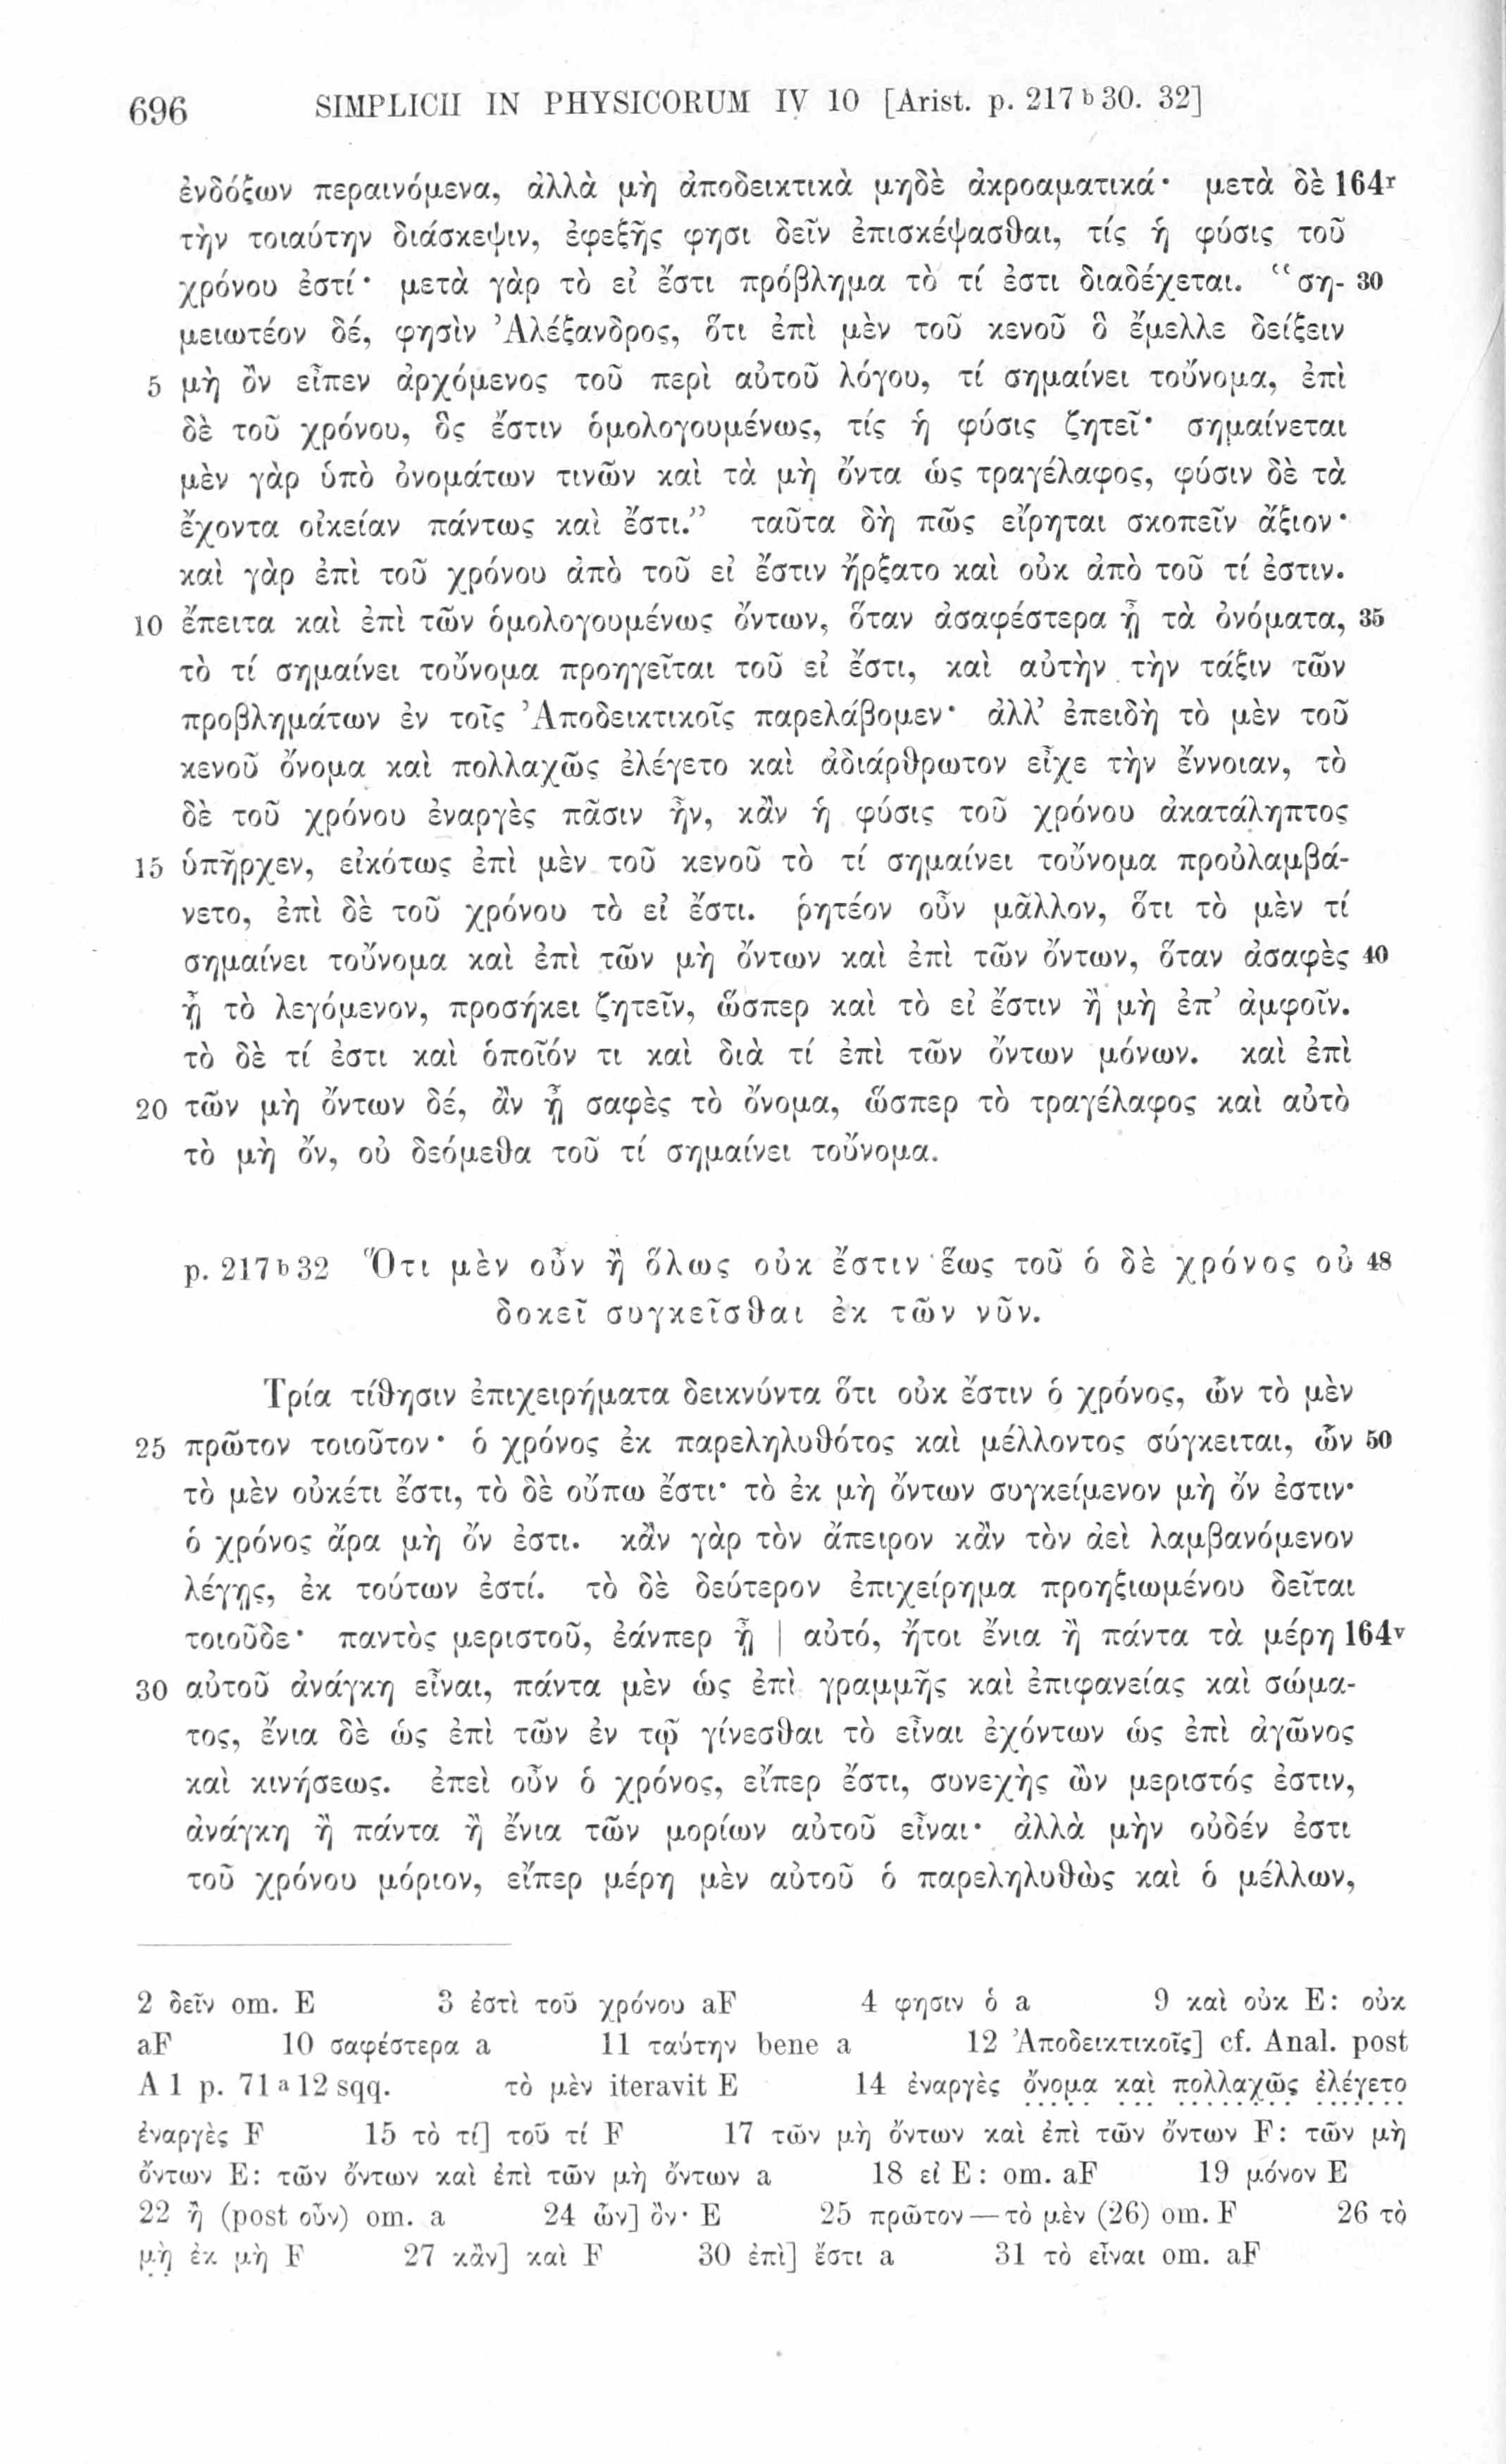 696 SIMPLICII IN PHYSICORUM IV 10 [Arist. p. 217 b 30. 32]
ἐνδόξων περαινόμενα, ἀλλὰ μὴ ἀποδεικτικὰ μηδὲ ἀκροαματικά· μετὰ δὲ 164r
τὴν τοιαύτην διάσκεψιν, ἐφεξῆς φησι δεῖν ἐπισκέψασθαι, τίς ἡ φύσις τοῦ
χρόνου ἐστί· μετὰ γὰρ τὸ εἰ ἔστι πρόβλημα τὸ τί ἐστι διαδέχεται. “ση- 30
μειωτέον δέ, φησὶν Ἀλέξανδρος, ὅτι ἐπὶ μὲν τοῦ κενοῦ ὃ ἔμελλε δείξειν
5 μὴ ὂν εἶπεν ἀρχόμενος τοῦ περὶ αὐτοῦ λόγου, τί σημαίνει τοὔνομα, ἐπὶ
δὲ τοῦ χρόνου, ὅς ἔστιν ὁμολογουμένως, τίς ἡ φύσις ζητεῖ· σημαίνεται
μὲν γὰρ ὑπὸ ὀνομάτων τινῶν καὶ τὰ μὴ ὄντα ὡς τραγέλαφος, φύσιν δὲ τὰ
ἔχοντα οἰκείαν πάντως καὶ ἔστι.” ταῦτα δὴ πῶς εἴρηται σκοπεῖν ἄξιον·
καὶ γὰρ ἐπὶ τοῦ χρόνου ἀπὸ τοῦ εἰ ἔστιν ἤρξατο καὶ οὐκ ἀπὸ τοῦ τί ἐστιν.
10 ἔπειτα καὶ ἐπὶ τῶν ὁμολογουμένως ὄντων, ὅταν ἀσαφέστερα ᾖ τὰ ὀνόματα, 35
τὸ τί σημαίνει τοὔνομα προηγεῖται τοῦ εἰ ἔστι, καὶ αὐτὴν τὴν τάξιν τῶν
προβλημάτων ἐν τοῖς Ἀποδεικτικοῖς παρελάβομεν· ἀλλ’ ἐπειδὴ τὸ μὲν τοῦ
κενοῦ ὄνομα καὶ πολλαχῶς ἐλέγετο καὶ ἀδιάρθρωτον εἶχε τὴν ἔννοιαν, τὸ
δὲ τοῦ χρόνου ἐναργὲς πᾶσιν ἦν, κἂν ἡ φύσις τοῦ χρόνου ἀκατάληπτος
15 ὑπῆρχεν, εἰκότως ἐπὶ μὲν τοῦ κενοῦ τὸ τί σημαίνει τοὔνομα προὐλαμβά-
νετο, ἐπὶ δὲ τοῦ χρόνου τὸ εἰ ἔστι. ῥητέον οὖν μᾶλλον, ὅτι τὸ μὲν τί
σημαίνει τοὔνομα καὶ ἐπὶ τῶν μὴ ὄντων καὶ ἐπὶ τῶν ὄντων, ὅταν ἀσαφὲς 40
ᾖ τὸ λεγόμενον, προσήκει ζητεῖν, ὥσπερ καὶ τὸ εἰ ἔστιν ἢ μὴ ἐπ’ ἀμφοῖν.
τὸ δὲ τί ἐστι καὶ ὁποῖόν τι καὶ διὰ τί ἐπὶ τῶν ὄντων μόνων. καὶ ἐπὶ
20 τῶν μὴ ὄντων δέ, ἂν ᾖ σαφὲς τὸ ὄνομα, ὥσπερ τὸ τραγέλαφος καὶ αὐτὸ
τὸ μὴ ὄν, οὐ δεόμεθα τοῦ τί σημαίνει τοὔνομα.
p. 217 b 32 Ὅτι μὲν οὖν ἢ ὅλως οὐκ ἔστιν ἕως τοῦ ὁ δὲ χρόνος οὐ 48
δοκεῖ συγκεῖσθαι ἐκ τῶν νῦν.
Τρία τίθησιν ἐπιχειρήματα δεικνύντα ὅτι οὐκ ἔστιν ὁ χρόνος, ὧν τὸ μὲν
25 πρῶτον τοιοῦτον· ὁ χρόνος ἐκ παρεληλυθότος καὶ μέλλοντος σύγκειται, ὧν 50
τὸ μὲν οὐκέτι ἔστι, τὸ δὲ οὔπω ἔστι· τὸ ἐκ μὴ ὄντων συγκείμενον μὴ ὄν ἐστιν·
ὁ χρόνος ἄρα μὴ ὄν ἐστι. κἂν γὰρ τὸν ἄπειρον κἂν τὸν ἀεὶ λαμβανόμενον
λέγῃς, ἐκ τούτων ἐστί. τὸ δὲ δεύτερον ἐπιχείρημα προηξιωμένου δεῖται
τοιοῦδε· παντὸς μεριστοῦ, ἐάνπερ ᾖ | αὐτό, ἤτοι ἔνια ἢ πάντα τὰ μέρη 164v
30 αὐτοῦ ἀνάγκη εἶναι, πάντα μὲν ὡς ἐπὶ γραμμῆς καὶ ἐπιφανείας καὶ σώμα-
τος, ἔνια δὲ ὡς ἐπὶ τῶν ἐν τῷ γίνεσθαι τὸ εἶναι ἐχόντων ὡς ἐπὶ ἀγῶνος
καὶ κινήσεως. ἐπεὶ οὖν ὁ χρόνος, εἴπερ ἔστι, συνεχὴς ὢν μεριστός ἐστιν,
ἀνάγκη ἢ πάντα ἢ ἔνια τῶν μορίων αὐτοῦ εἶναι· ἀλλὰ μὴν οὐδέν ἐστι
τοῦ χρόνου μόριον, εἴπερ μέρη μὲν αὐτοῦ ὁ παρεληλυθὼς καὶ ὁ μέλλων,
2 δεῖν om. E 3 ἐστὶ τοῦ χρόνου aF 4 φησιν ὁ a 9 καὶ οὐκ E: οὐκ
aF 10 σαφέστερα a 11 ταύτην bene a 12 Ἀποδεικτικοῖς] cf. Anal. post
A 1 p. 71 a 12 sqq. τὸ μὲν iteravit E 14 ἐναργὲς ὄνομα καὶ πολλαχῶς ἐλέγετο
ἐναργὲς F 15 τὸ τί] τοῦ τί F 17 τῶν μὴ ὄντων καὶ ἐπὶ τῶν ὄντων F: τῶν μὴ
ὄντων E: τῶν ὄντων καὶ ἐπὶ τῶν μὴ ὄντων a 18 εἰ E: om. aF 19 μόνον E
22 ἢ (post οὖν) om. a 24 ὧν] ὄν· E 25 πρῶτον — τὸ μὲν (26) om. F 26 τὸ
μὴ ἐκ μὴ F 27 κἂν] καὶ F 30 ἐπὶ] ἔστι a 31 τὸ εἶναι om. aF